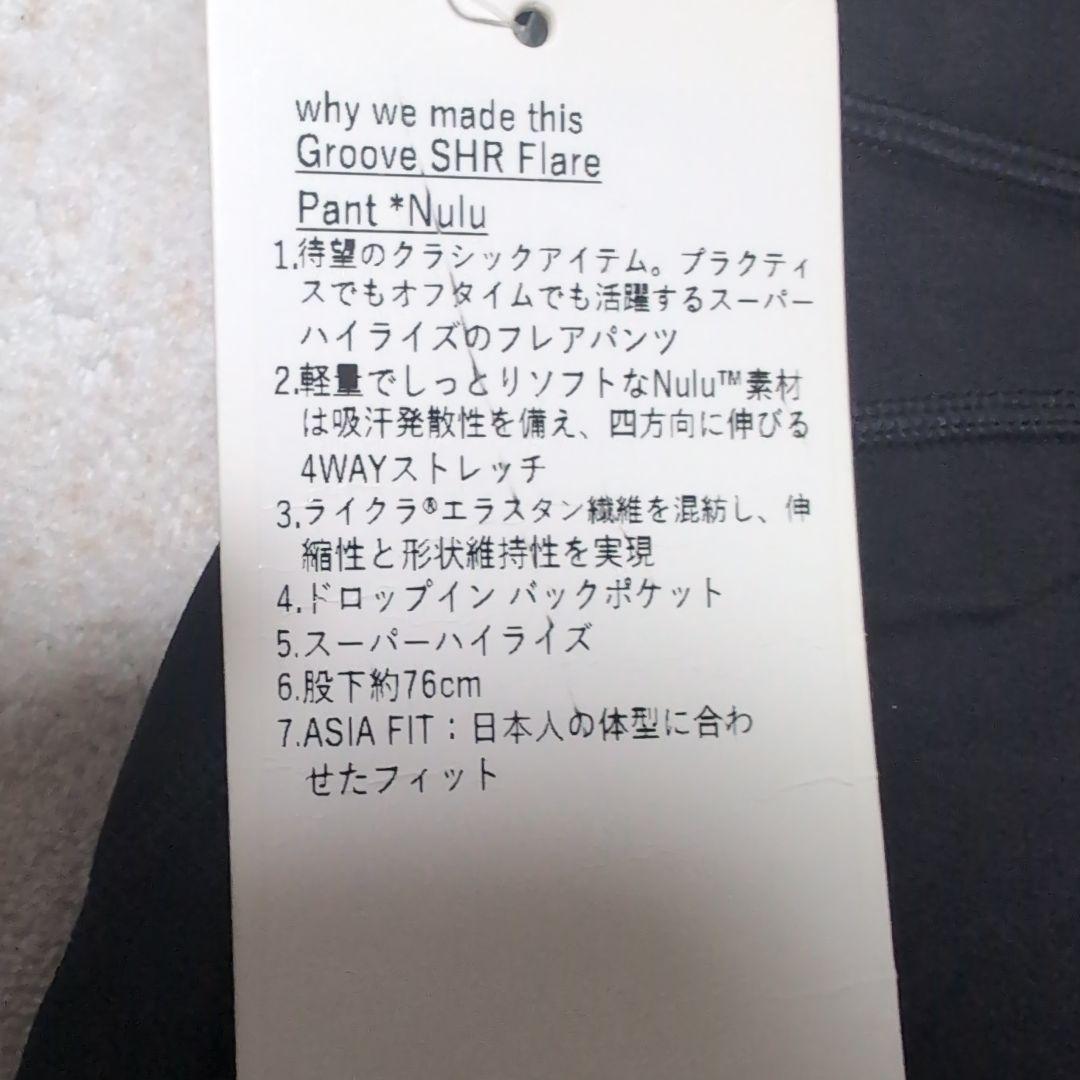 why we made this
Groove SHR Flare
Pant *Nulu
1.待望のクラシックアイテム。プラクティ
スでもオフタイムでも活躍するスーパー
ハイライズのフレアパンツ
2.軽量でしっとりソフトなNulu™素材
は吸汗発散性を備え、四方向に伸びる
4WAYストレッチ
3.ライクラ®エラスタン繊維を混紡し、伸
縮性と形状維持性を実現
4.ドロップイン バックポケット
5.スーパーハイライズ
6.股下約76cm
7.ASIA FIT：日本人の体型に合わ
せたフィット